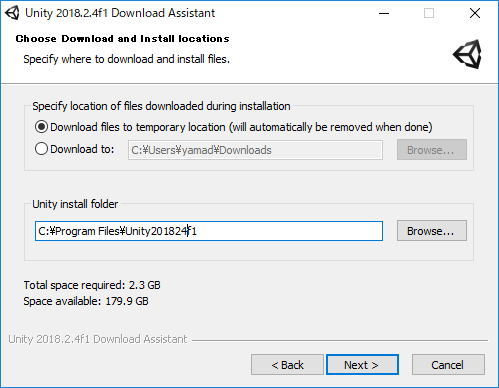 Unity 2018.2.4f1 Download Assistant
Choose Download and Install locations
Specify where to download and install files.
Specify location of files downloaded during installation
Download files to temporary location (will automatically be removed when done)
Download to:
C:¥Users¥yamad¥Downloads
Browse...
Unity install folder
C:¥Program Files¥Unity201824f1
Browse...
Total space required: 2.3 GB
Space available: 179.9 GB
Unity 2018.2.4f1 Download Assistant
< Back
Next >
Cancel